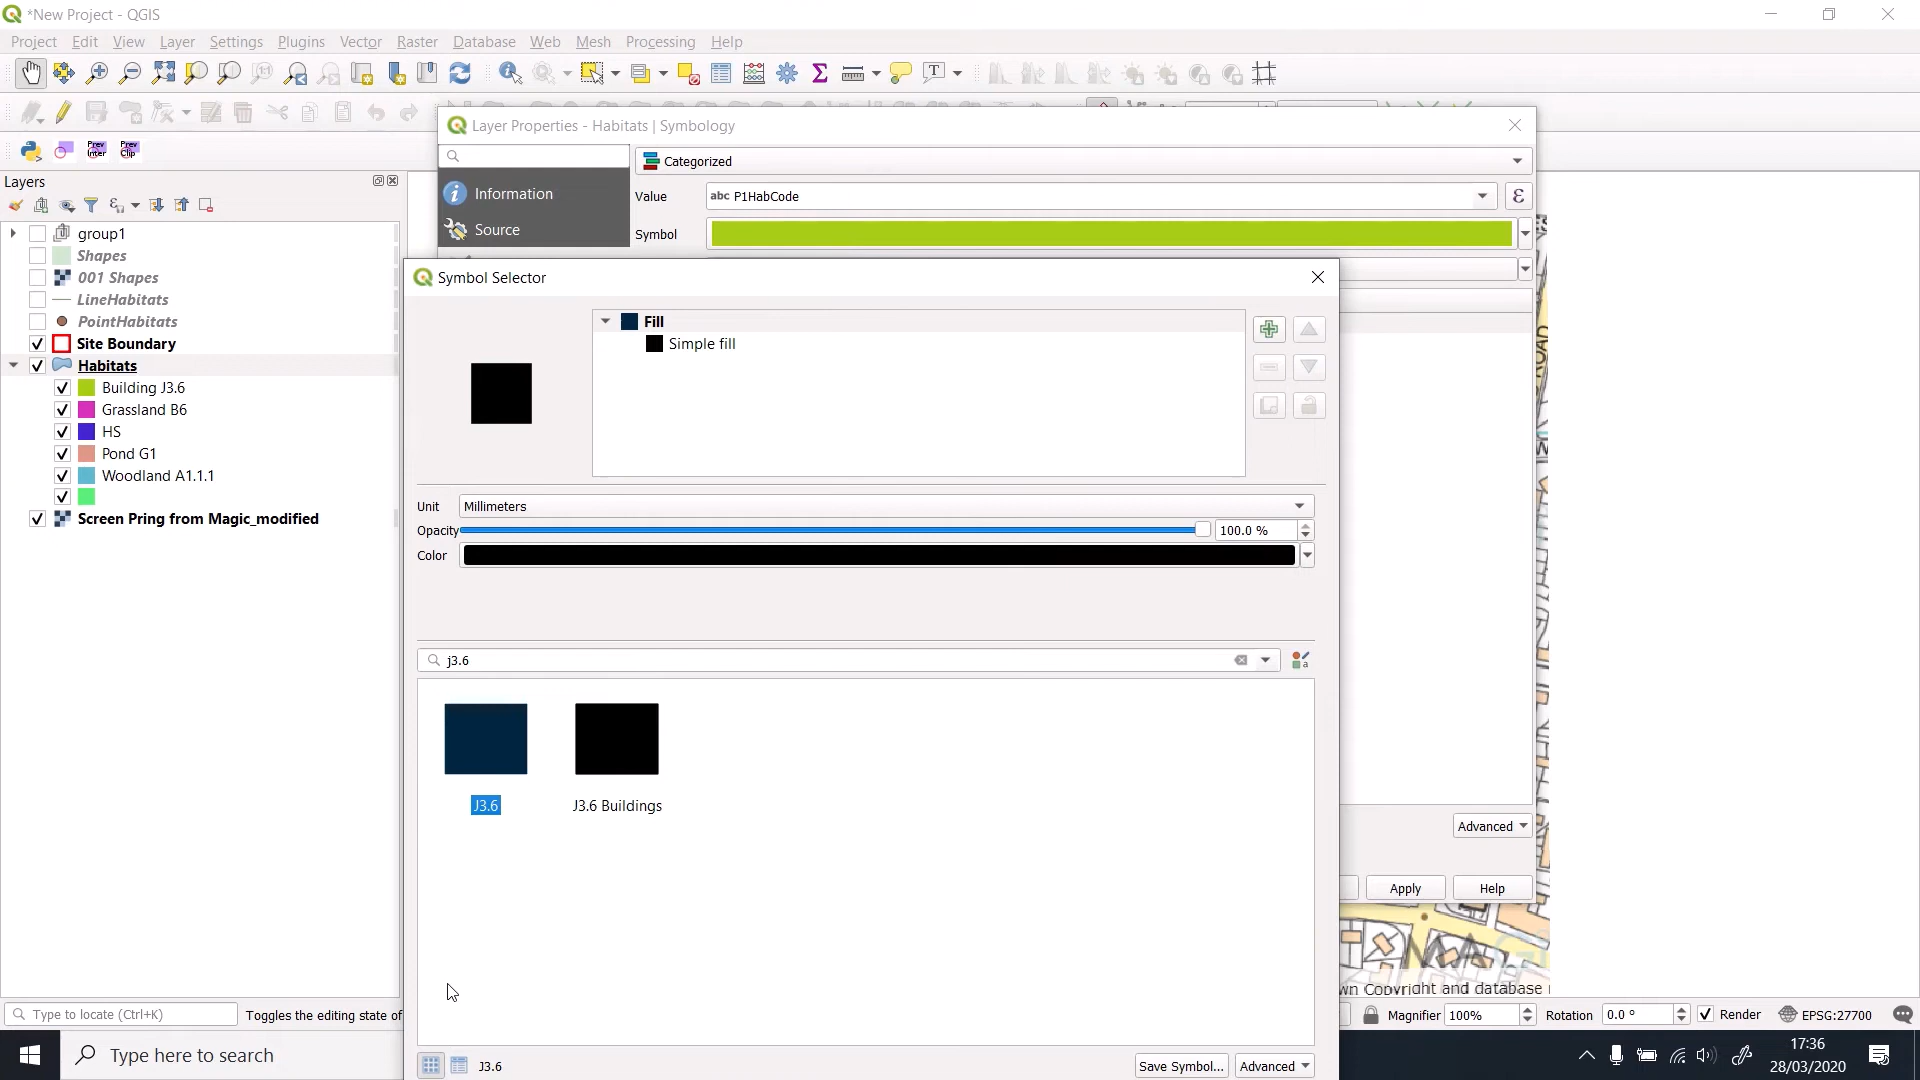 *New Project - QGIS
Project Edit View Layer Settings Plugins Vector Raster Database Web Mesh Processing Help
Prev Inter
Prev Clip
Layers
group1
Shapes
001 Shapes
LineHabitats
PointHabitats
Site Boundary
Habitats
Building J3.6
Grassland B6
HS
Pond G1
Woodland A1.1.1
Screen Pring from Magic_modified
Layer Properties - Habitats | Symbology
Information
Source
Categorized
Value abc P1HabCode
Symbol
Symbol Selector
Fill
Simple fill
Unit Millimeters
Opacity 100.0 %
Color
j3.6
J3.6
J3.6 Buildings
J3.6
Save Symbol... Advanced
Advanced
Apply Help
ROAD
wn Copyright and database
Type to locate (Ctrl+K) Toggles the editing state of
Magnifier 100% Rotation 0.0 ° Render EPSG:27700
Type here to search
17:36
28/03/2020